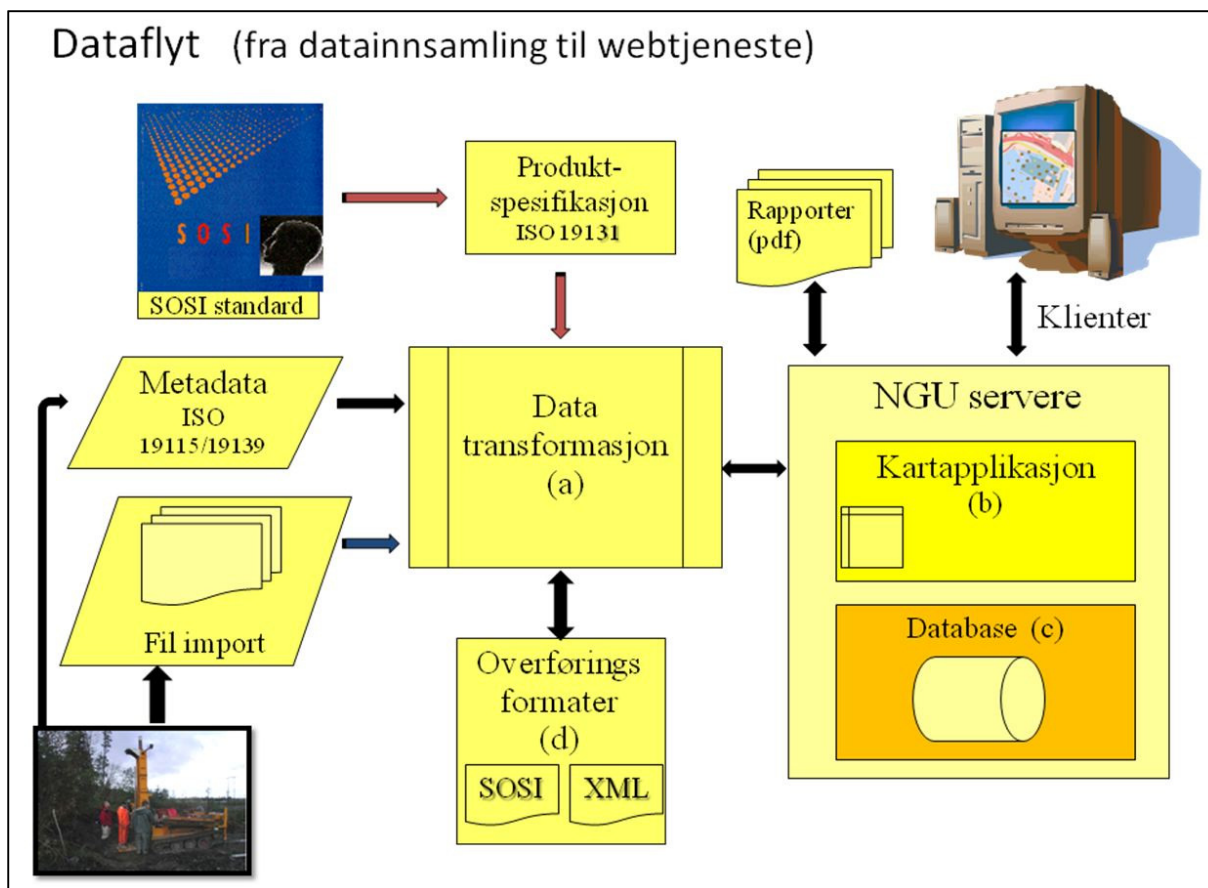 Dataflyt (fra datainnsamling til webtjeneste)
SOSI
SOSI standard
Produkt-
spesifikasjon
ISO 19131
Rapporter
(pdf)
Klienter
Metadata
ISO
19115/19139
Data
transformasjon
(a)
NGU servere
Kartapplikasjon
(b)
Fil import
Overførings
formater
(d)
SOSI
XML
Database (c)